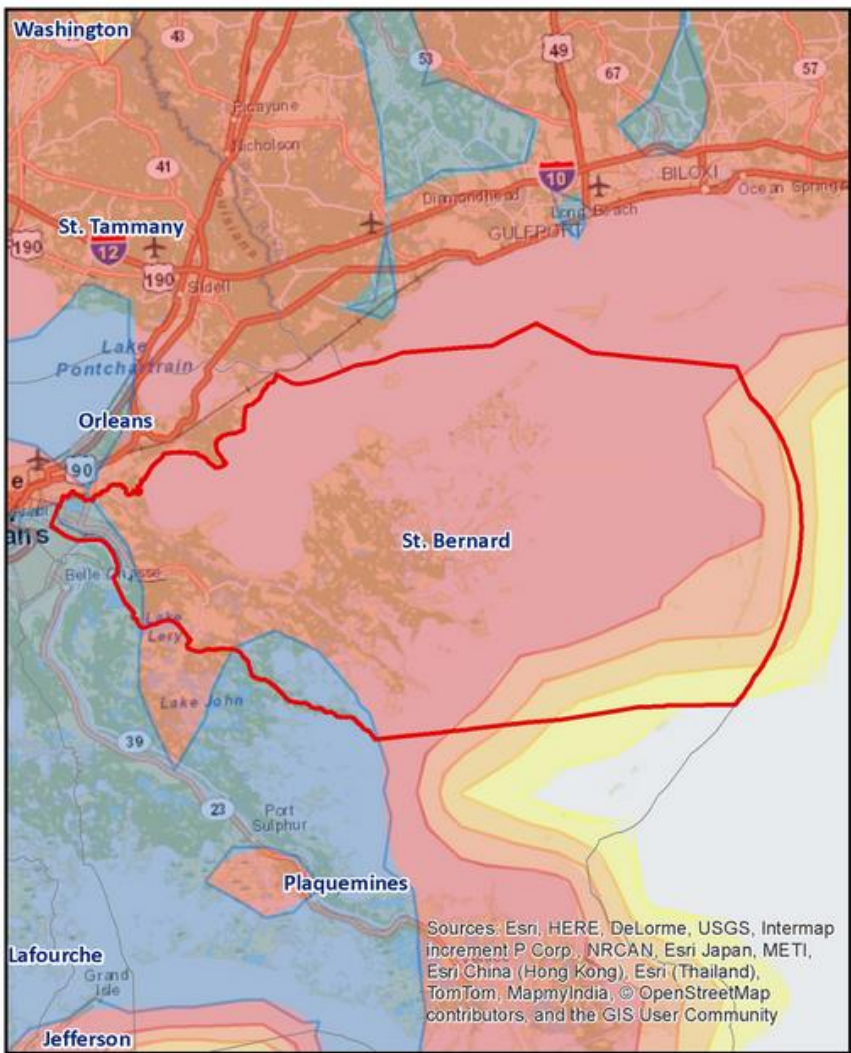 Washington
43
53
49
67
57
Picayune
Nicholson
41
Louisiana
10
BILOXI
Diamondhead
Long Beach
GULFPORT
St. Tammany
190
12
190
Slidell
Lake
Pontchartrain
Orleans
90
e
ans
St. Bernard
Belle Chasse
Lake
Lery
Lake John
39
23
Port
Sulphur
Plaquemines
Lafourche
Grand
Isle
Jefferson
Sources: Esri, HERE, DeLorme, USGS, Intermap
increment P Corp., NRCAN, Esri Japan, METI,
Esri China (Hong Kong), Esri (Thailand),
TomTom, MapmyIndia, © OpenStreetMap
contributors, and the GIS User Community